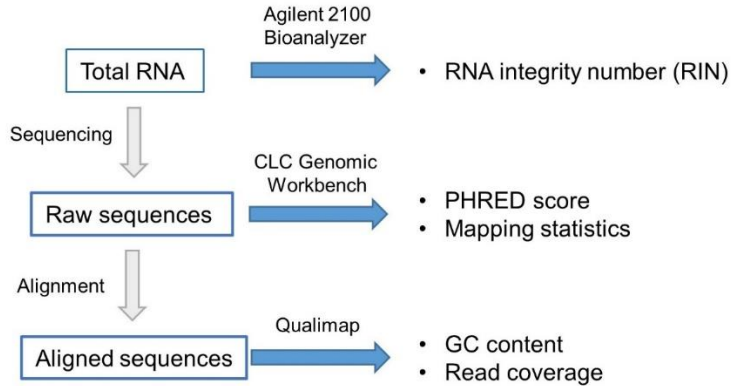 Agilent 2100
Bioanalyzer
Total RNA
• RNA integrity number (RIN)
Sequencing
CLC Genomic
Workbench
Raw sequences
• PHRED score
• Mapping statistics
Alignment
Qualimap
Aligned sequences
• GC content
• Read coverage